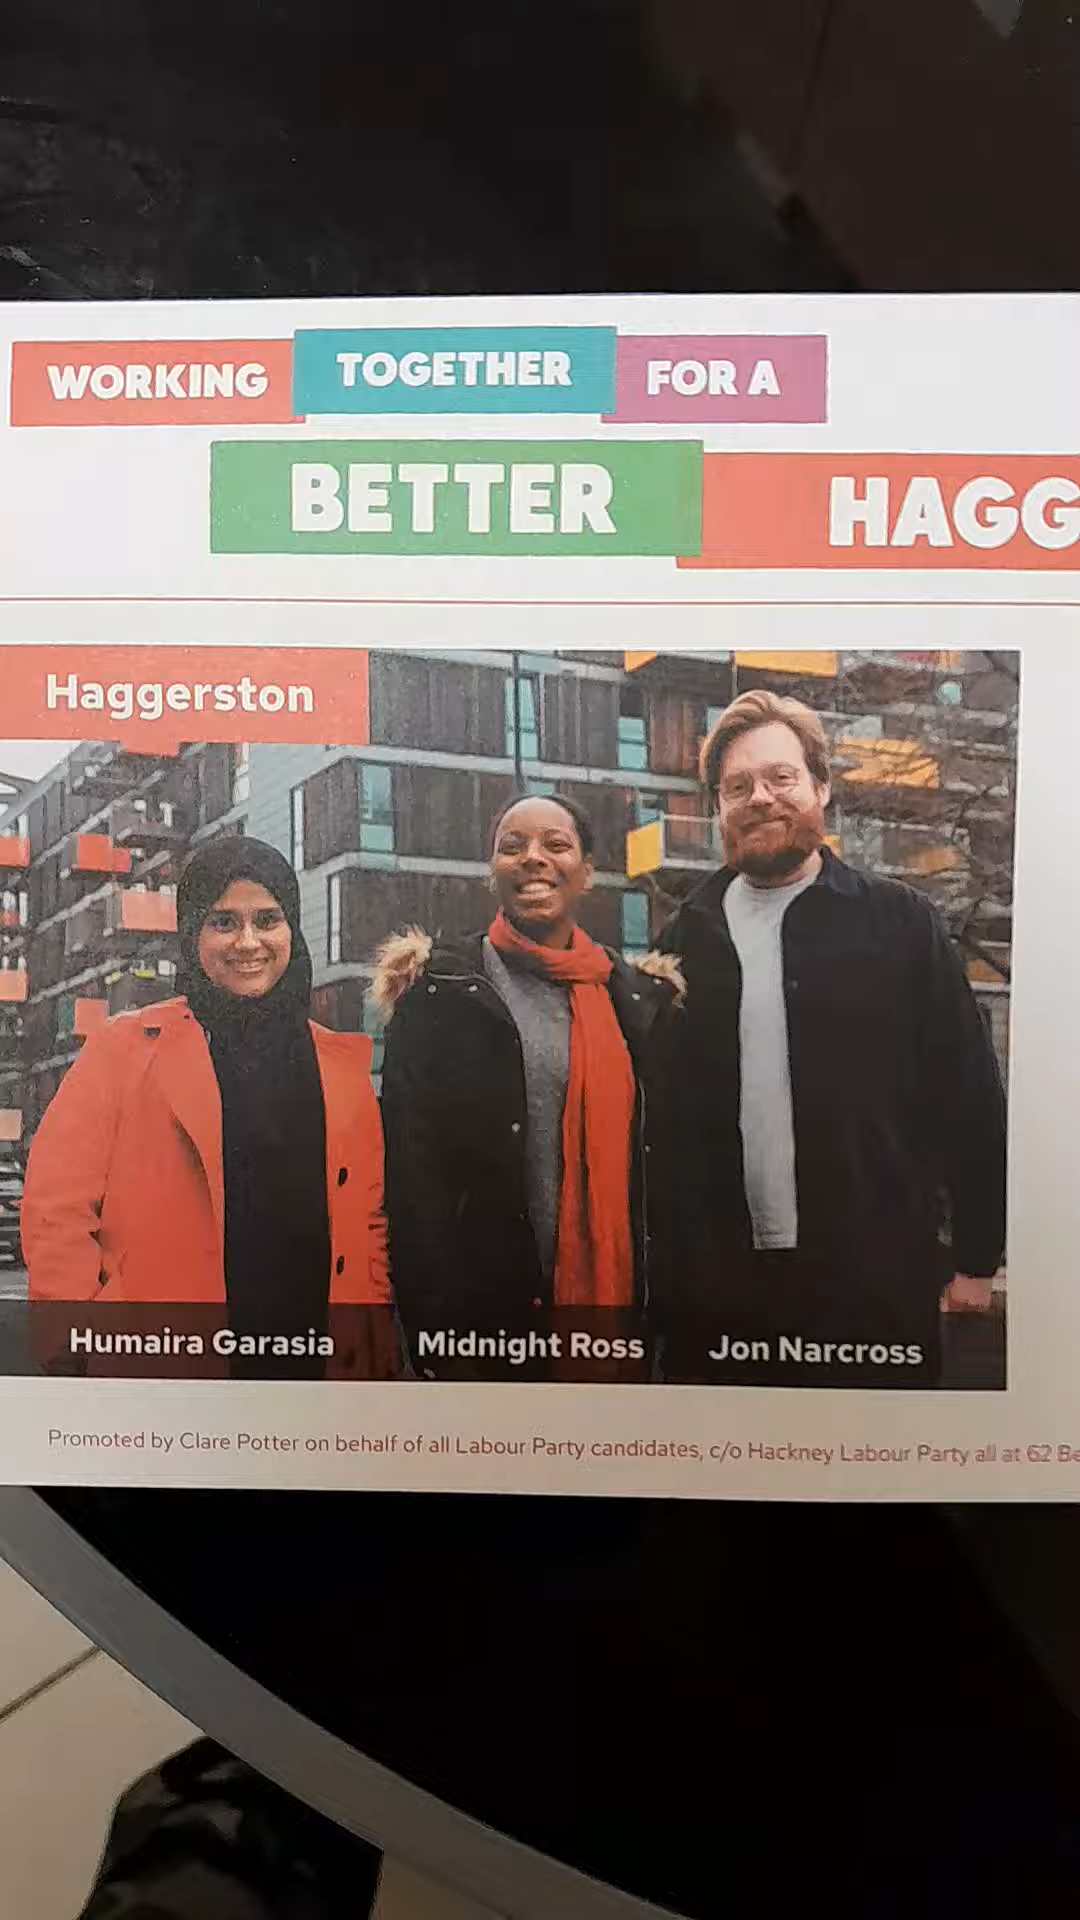 WORKING TOGETHER FOR A
BETTER HAGG
Haggerston
Humaira Garasia Midnight Ross Jon Narcross
Promoted by Clare Potter on behalf of all Labour Party candidates, c/o Hackney Labour Party all at 62 Be